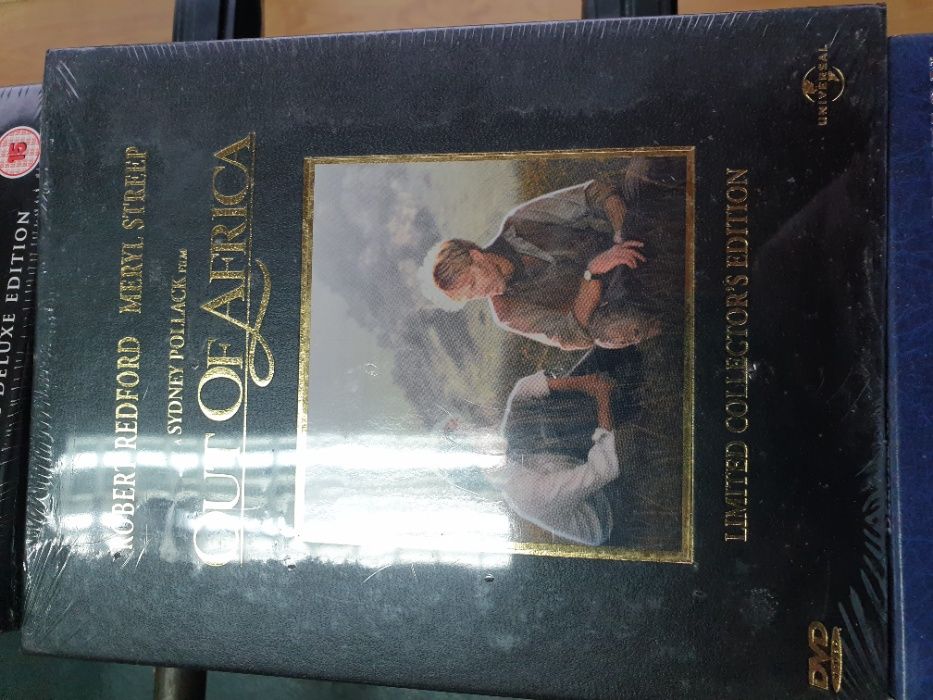 ROBERT REDFORD MERYL STREEP
A SYDNEY POLLACK FILM
OUT OF AFRICA
LIMITED COLLECTOR'S EDITION
DVD
UNIVERSAL
15
DELUXE EDITION